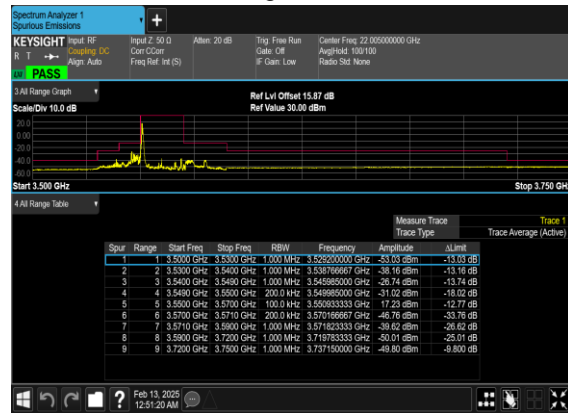 Spectrum Analyzer 1
Spurious Emissions
+
KEYSIGHT Input: RF Input Z: 50 Ω Atten: 20 dB Trig: Free Run Center Freq: 22.005000000 GHz
R T Coupling: DC Corr CCorr Gate: Off Avg|Hold: 100/100
Align: Auto Freq Ref: Int (S) IF Gain: Low Radio Std: None
PASS
3 All Range Graph
Ref Lvl Offset 15.87 dB
Scale/Div 10.0 dB Ref Value 30.00 dBm
20.0
0.00
-20.0
-40.0
-60.0
Start 3.500 GHz Stop 3.750 GH
4 All Range Table
Measure Trace Trace 1
Trace Type Trace Average (Active)
Spur Range Start Freq Stop Freq RBW Frequency Amplitude ΔLimit
1 1 3.5000 GHz 3.5300 GHz 1.000 MHz 3.529200000 GHz -53.03 dBm -13.03 dB
2 2 3.5300 GHz 3.5400 GHz 1.000 MHz 3.538766667 GHz -38.16 dBm -13.16 dB
3 3 3.5400 GHz 3.5490 GHz 1.000 MHz 3.545985000 GHz -26.74 dBm -13.74 dB
4 4 3.5490 GHz 3.5500 GHz 200.0 kHz 3.549985000 GHz -31.02 dBm -18.02 dB
5 5 3.5500 GHz 3.5700 GHz 100.0 kHz 3.550933333 GHz 17.23 dBm -12.77 dB
6 6 3.5700 GHz 3.5710 GHz 200.0 kHz 3.570166667 GHz -46.76 dBm -33.76 dB
7 7 3.5710 GHz 3.5900 GHz 1.000 MHz 3.571823333 GHz -39.62 dBm -26.62 dB
8 8 3.5900 GHz 3.7200 GHz 1.000 MHz 3.719783333 GHz -50.01 dBm -25.01 dB
9 9 3.7200 GHz 3.7500 GHz 1.000 MHz 3.737150000 GHz -49.80 dBm -9.800 dB
? Feb 13, 2025
12:51:20 AM